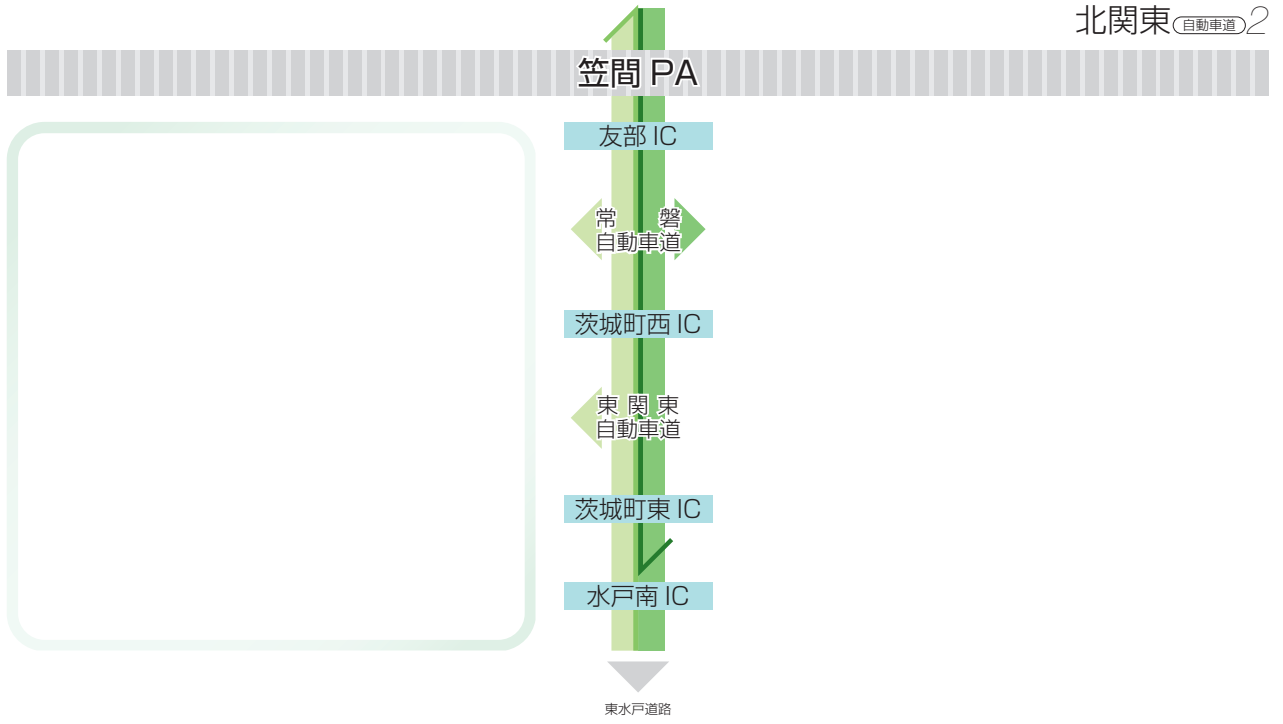 北関東 自動車道 2
笠間 PA
友部 IC
常磐
自動車道
茨城町西 IC
東関東
自動車道
茨城町東 IC
水戸南 IC
東水戸道路